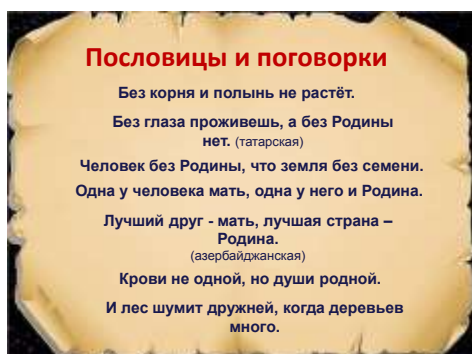 Пословицы и поговорки
Без корня и полынь не растёт.
Без глаза проживешь, а без Родины
нет. (татарская)
Человек без Родины, что земля без семени.
Одна у человека мать, одна у него и Родина.
Лучший друг - мать, лучшая страна –
Родина.
(азербайджанская)
Крови не одной, но души родной.
И лес шумит дружней, когда деревьев
много.